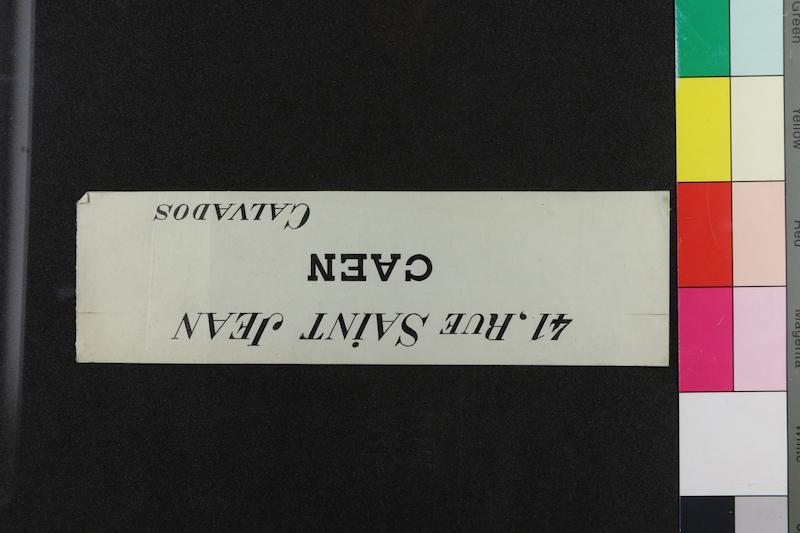 41, RUE SAiNT JEAN
CAEN
CALVADOS
Green
Yellow
Red
Magenta
White